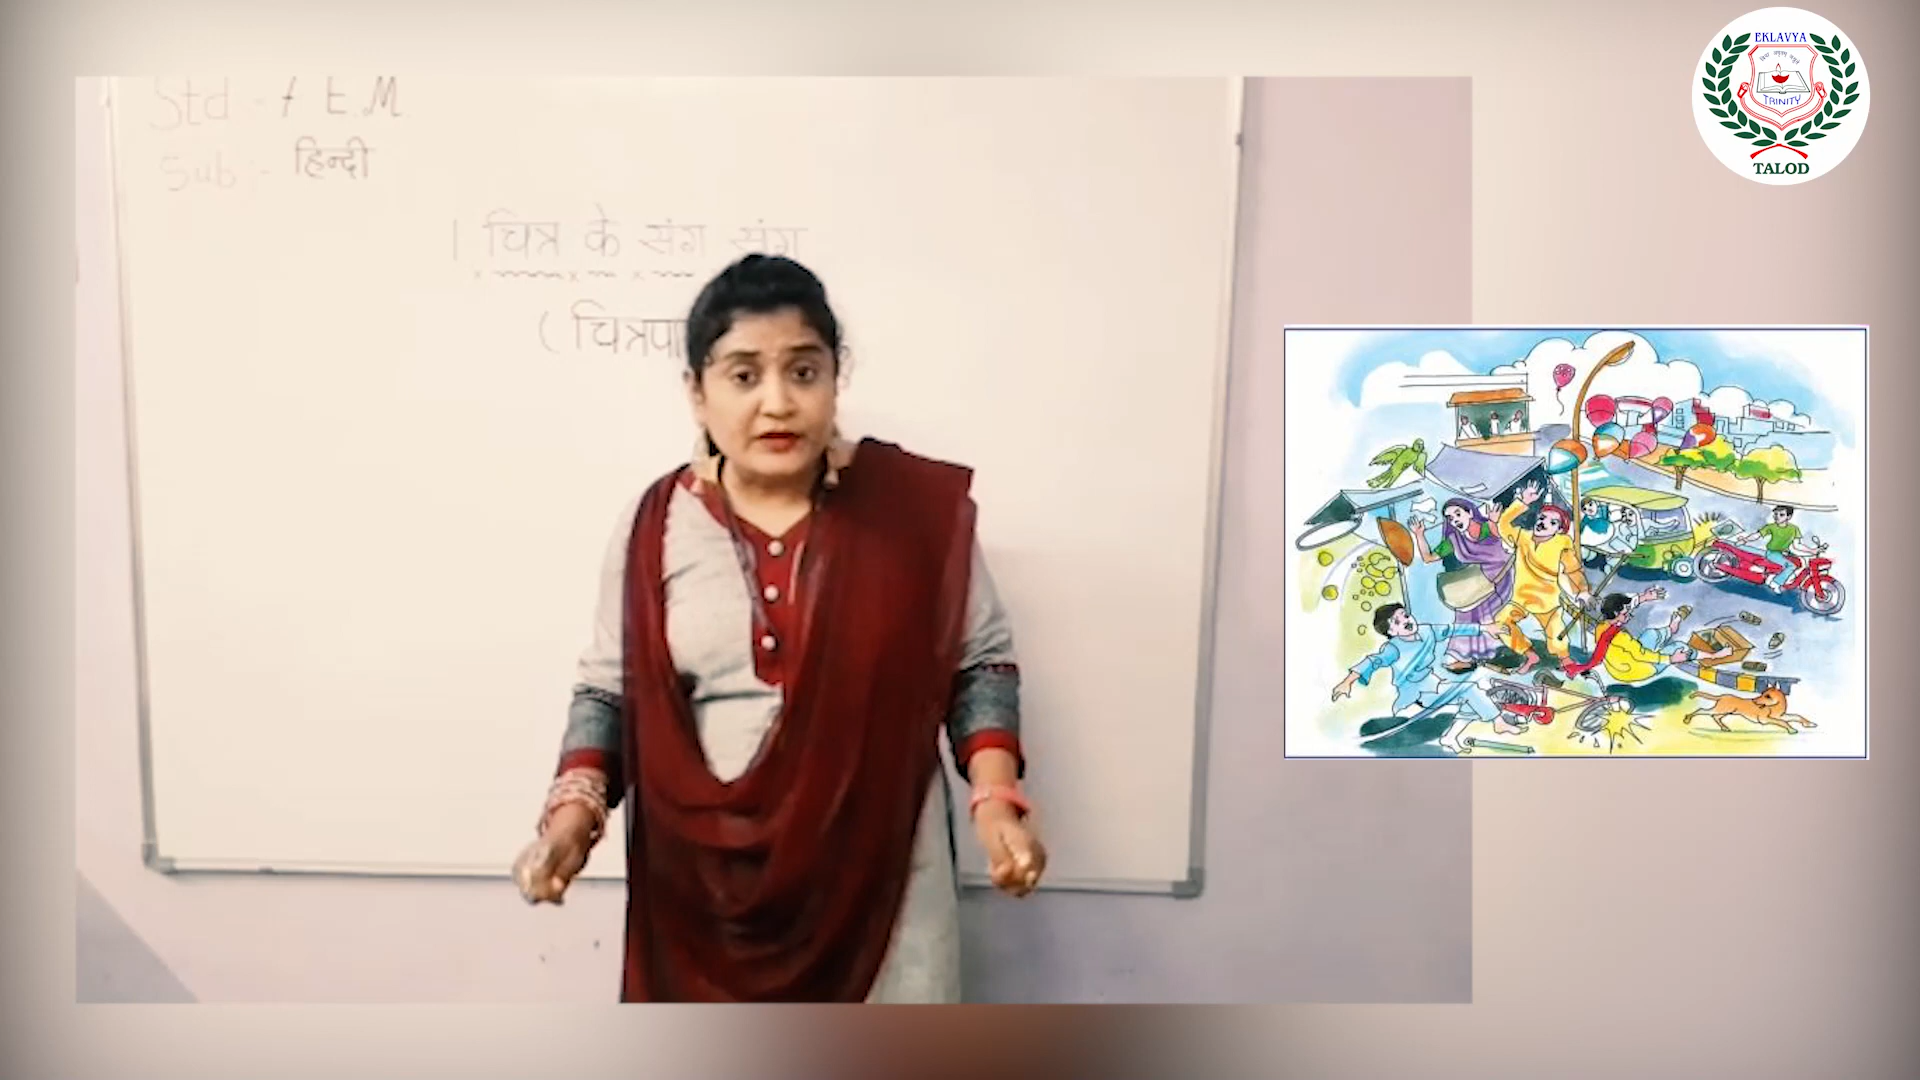 Std - 7 E.M.
Sub :- हिन्दी
1 चित्र के संग संग
( चित्रपा
EKLAVYA
TRINITY
TALOD